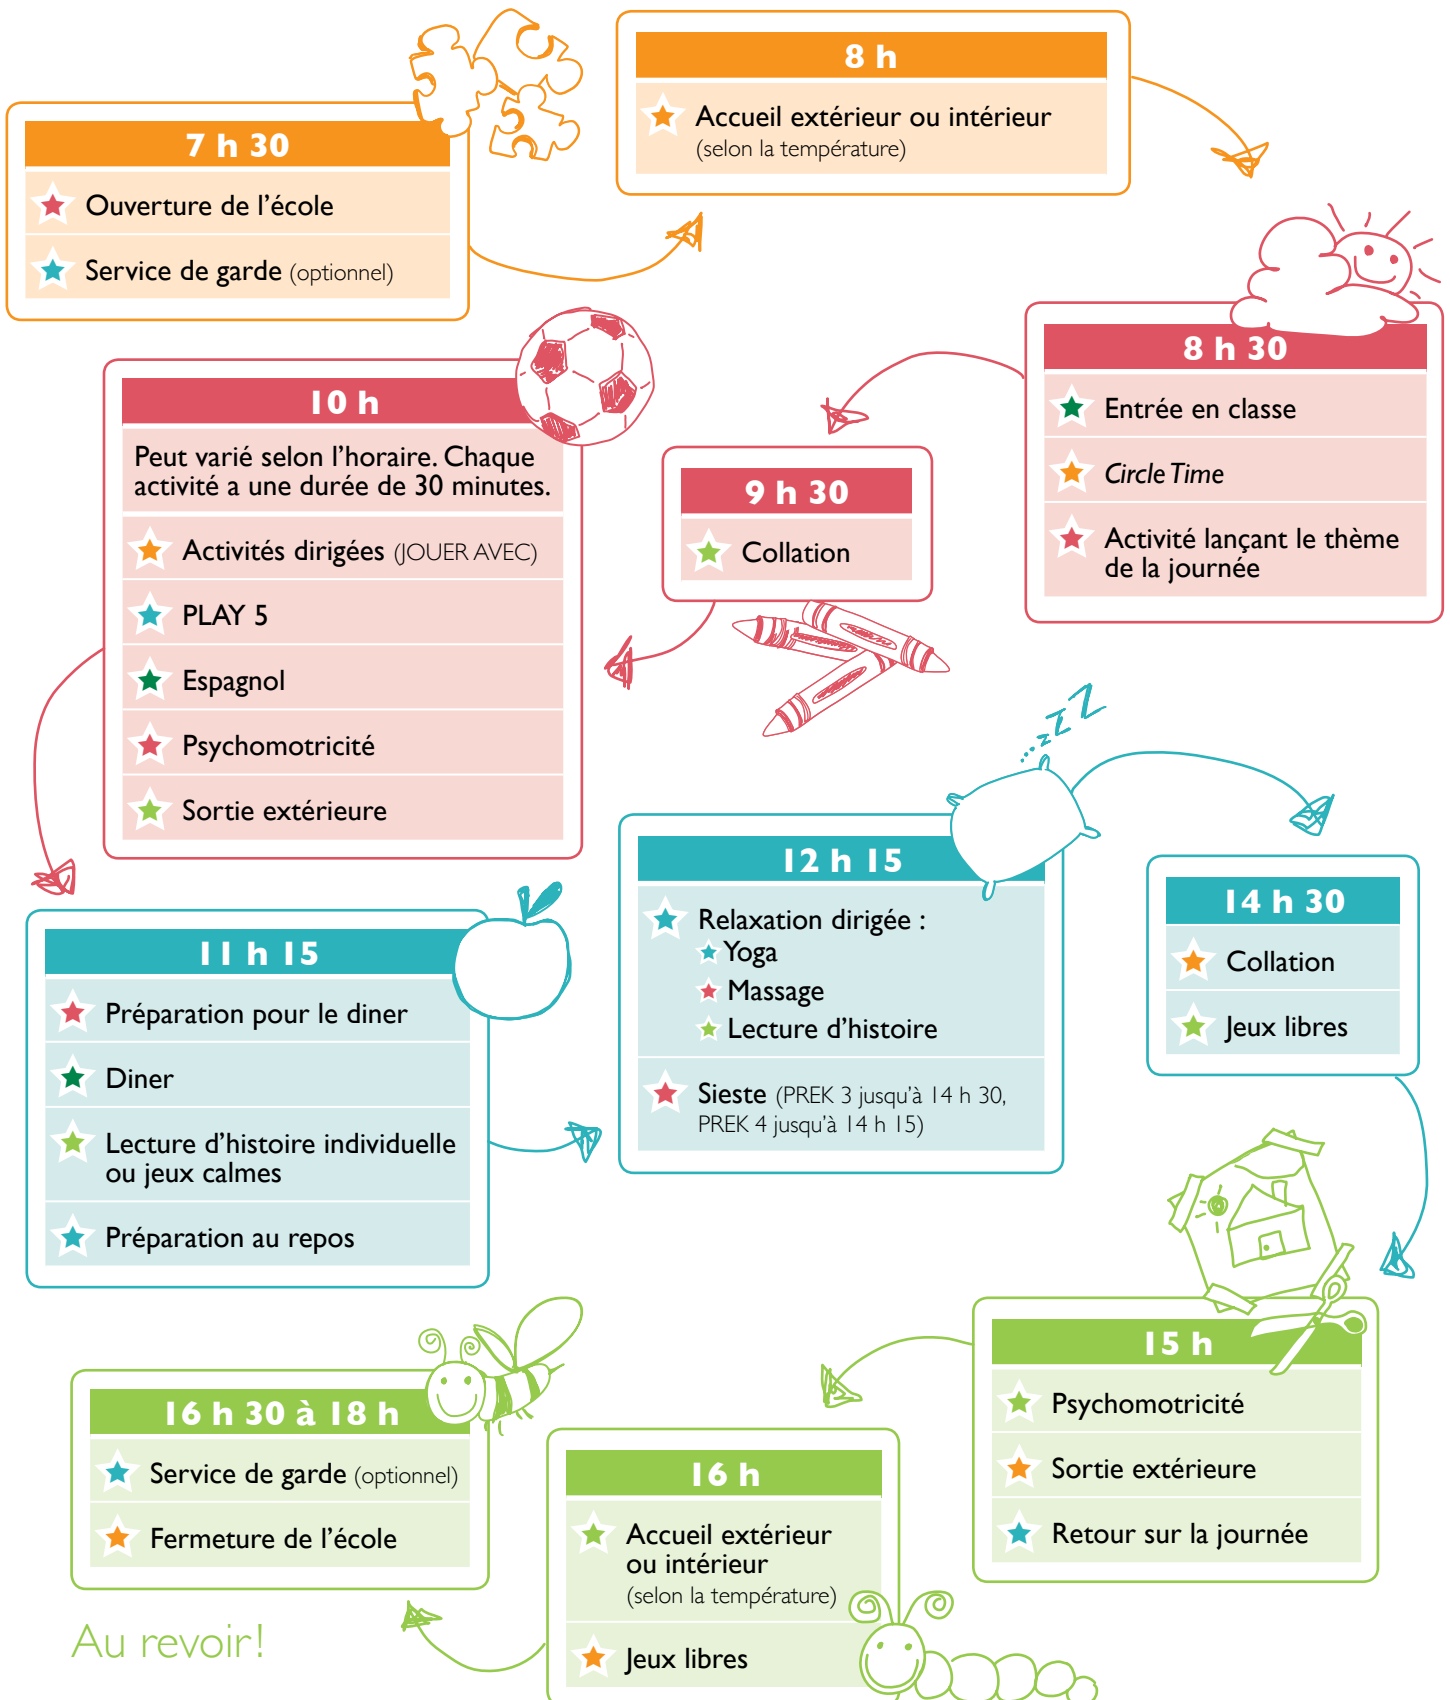 7 h 30
Ouverture de l’école
Service de garde (optionnel)
8 h
Accueil extérieur ou intérieur
(selon la température)
8 h 30
Entrée en classe
Circle Time
Activité lançant le thème
de la journée
9 h 30
Collation
10 h
Peut varié selon l’horaire. Chaque
activité a une durée de 30 minutes.
Activités dirigées (JOUER AVEC)
PLAY 5
Espagnol
Psychomotricité
Sortie extérieure
11 h 15
Préparation pour le diner
Diner
Lecture d’histoire individuelle
ou jeux calmes
Préparation au repos
zzZ
12 h 15
Relaxation dirigée :
Yoga
Massage
Lecture d’histoire
Sieste (PREK 3 jusqu’à 14 h 30,
PREK 4 jusqu’à 14 h 15)
14 h 30
Collation
Jeux libres
15 h
Psychomotricité
Sortie extérieure
Retour sur la journée
16 h
Accueil extérieur
ou intérieur
(selon la température)
Jeux libres
16 h 30 à 18 h
Service de garde (optionnel)
Fermeture de l’école
Au revoir!